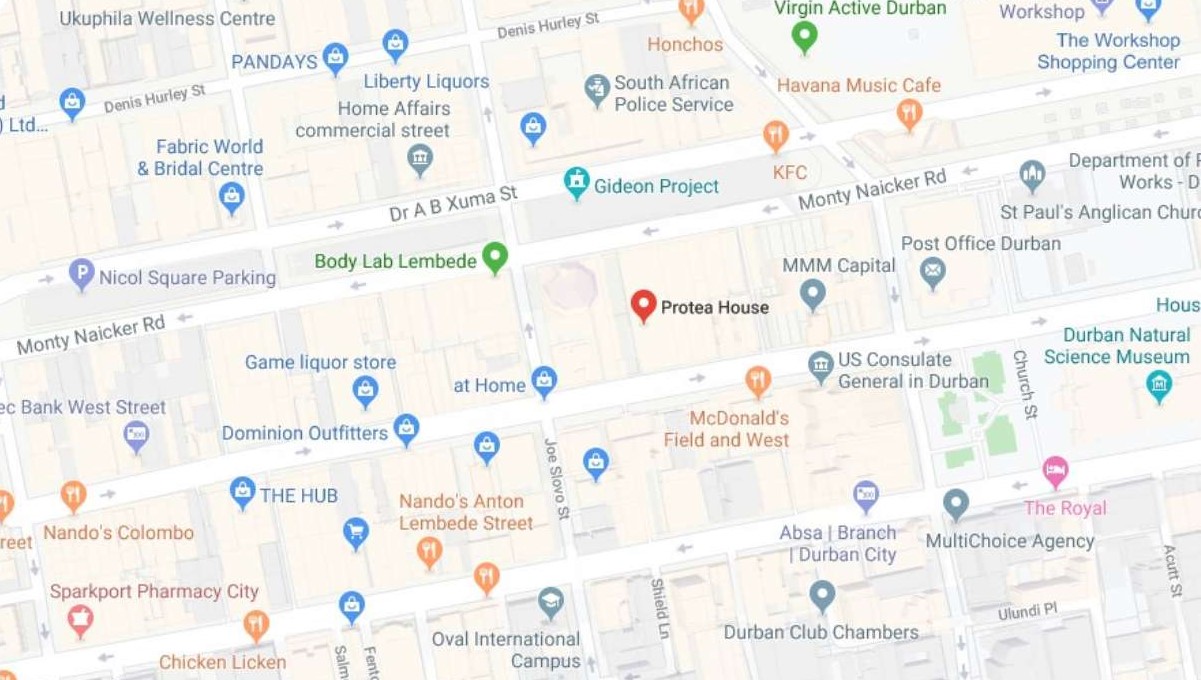 Ukuphila Wellness Centre
Denis Hurley St
Honchos
Virgin Active Durban
Workshop
The Workshop
Shopping Center
PANDAYS
Liberty Liquors
Havana Music Cafe
South African
Police Service
d
) Ltd...
Denis Hurley St
Home Affairs
commercial street
Fabric World
& Bridal Centre
KFC
Gideon Project
Department of
Works - D
Dr A B Xuma St
Monty Naicker Rd
St Paul's Anglican Churc
Post Office Durban
Body Lab Lembede
MMM Capital
P
Nicol Square Parking
Protea House
Hous
Monty Naicker Rd
Durban Natural
Science Museum
Game liquor store
US Consulate
General in Durban
at Home
Church St
ec Bank West Street
McDonald's
Field and West
Dominion Outfitters
Joe Slovo St
THE HUB
Nando's Anton
Lembede Street
The Royal
Nando's Colombo
reet
Absa | Branch
| Durban City
MultiChoice Agency
Acutt St
Sparkport Pharmacy City
Shield Ln
Ulundi Pl
Durban Club Chambers
Oval International
Campus
Chicken Licken
Salm
Fent